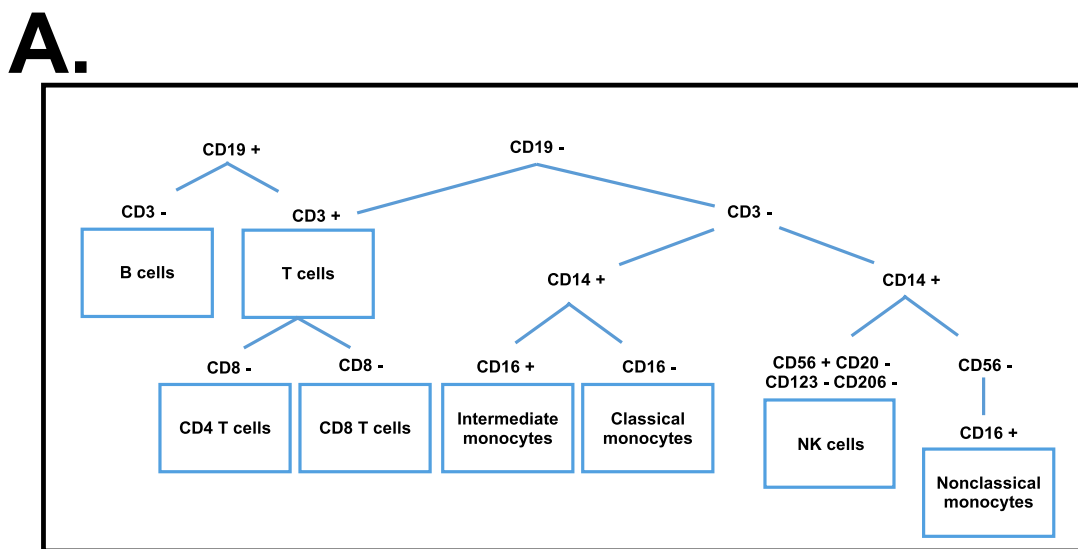 A.
CD19 +
CD19 -
CD3 -
CD3 +
CD3 -
B cells
T cells
CD14 +
CD14 +
CD8 -
CD8 -
CD16 +
CD16 -
CD56 + CD20 -
CD123 - CD206 -
CD56 -
CD4 T cells
CD8 T cells
Intermediate
monocytes
Classical
monocytes
NK cells
CD16 +
Nonclassical
monocytes